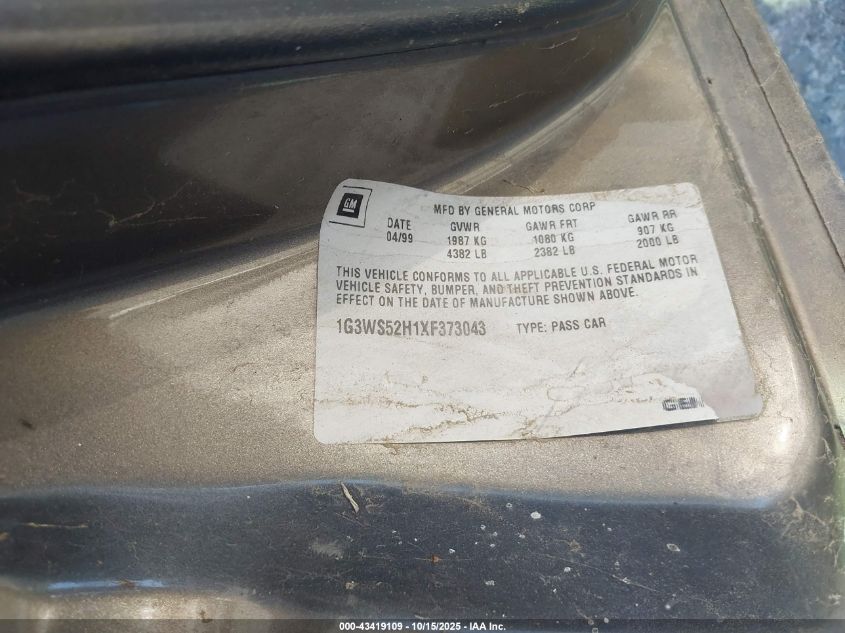 GM
MFD BY GENERAL MOTORS CORP
DATE GVWR GAWR FRT GAWR RR
04/99 1987 KG 1080 KG 907 KG
4382 LB 2382 LB 2000 LB
THIS VEHICLE CONFORMS TO ALL APPLICABLE U.S. FEDERAL MOTOR
VEHICLE SAFETY, BUMPER, AND THEFT PREVENTION STANDARDS IN
EFFECT ON THE DATE OF MANUFACTURE SHOWN ABOVE.
1G3WS52H1XF373043 TYPE: PASS CAR
000-43419109 - 10/15/2025 - IAA Inc.